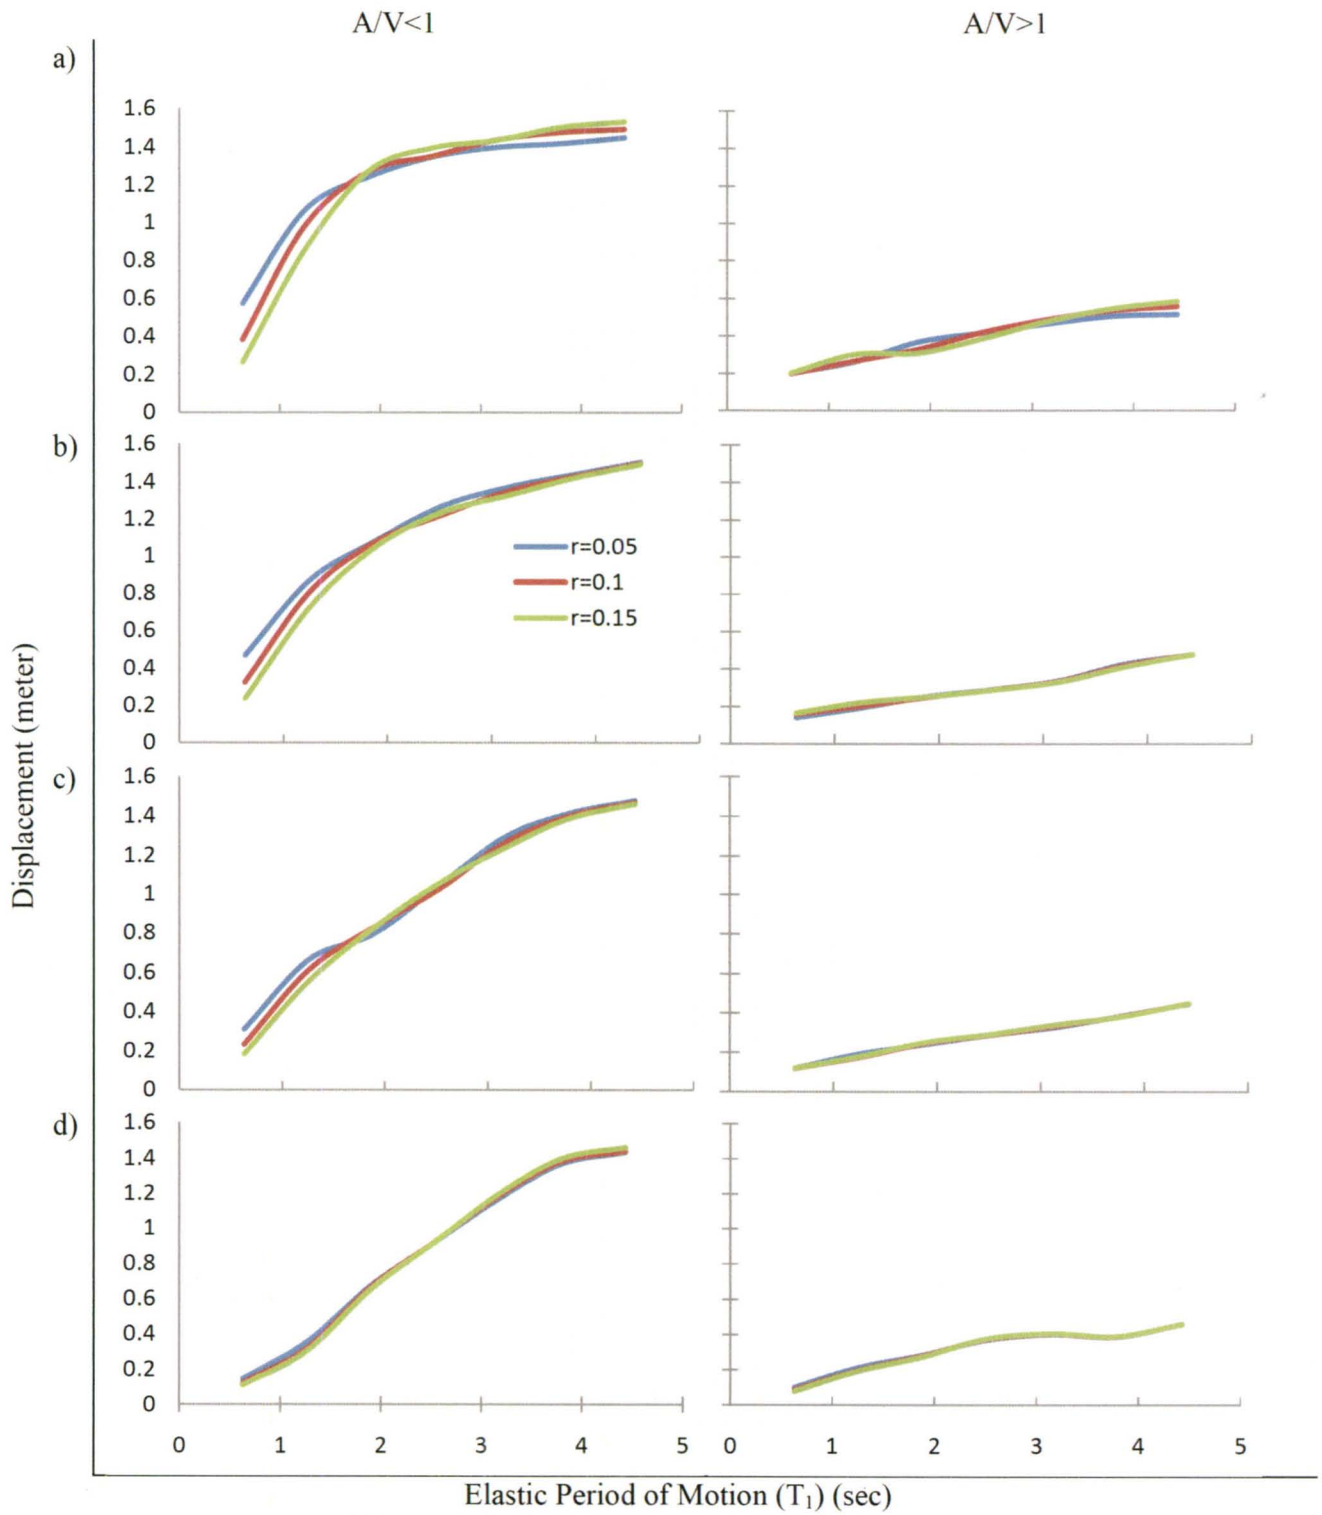 A/V<1
A/V>1
a)
1.6
1.4
1.2
1
0.8
0.6
0.4
0.2
0
b)
1.6
1.4
1.2
1
0.8
0.6
0.4
0.2
0
r=0.05
r=0.1
r=0.15
c)
1.6
1.4
1.2
1
0.8
0.6
0.4
0.2
0
d)
1.6
1.4
1.2
1
0.8
0.6
0.4
0.2
0
0 1 2 3 4 5
0 1 2 3 4 5
Displacement (meter)
Elastic Period of Motion (T₁) (sec)